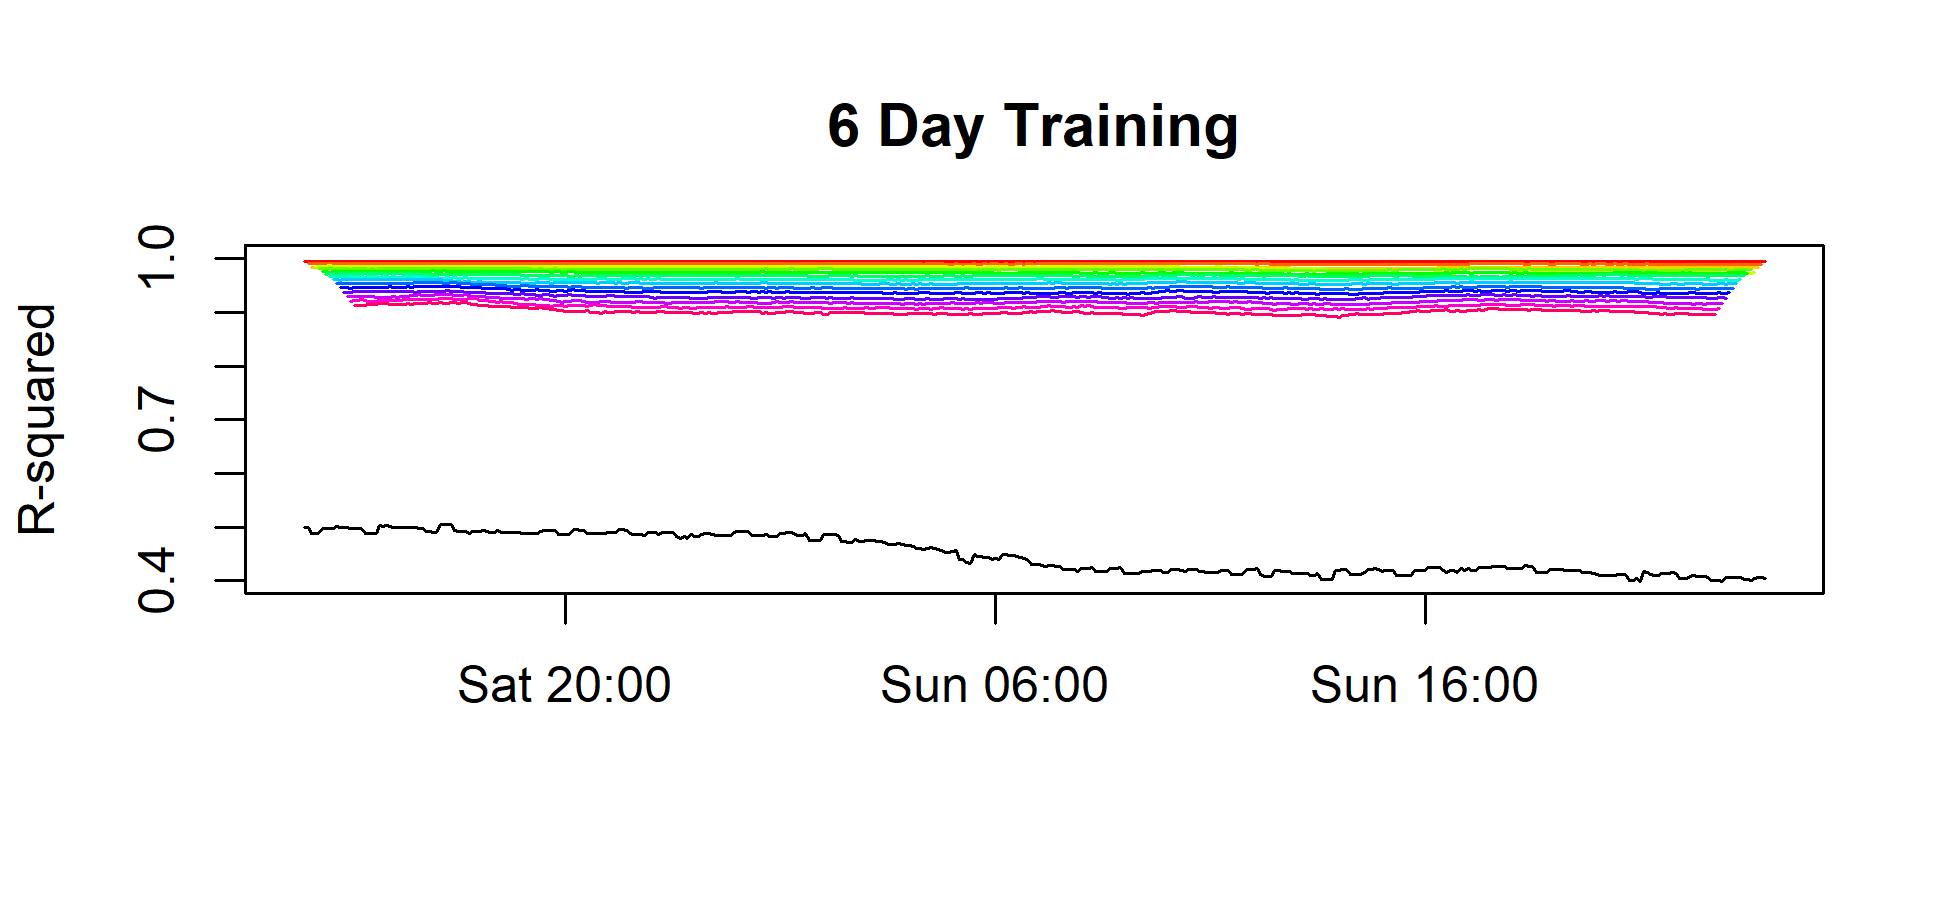 6 Day Training
R-squared
1.0
0.7
0.4
Sat 20:00
Sun 06:00
Sun 16:00